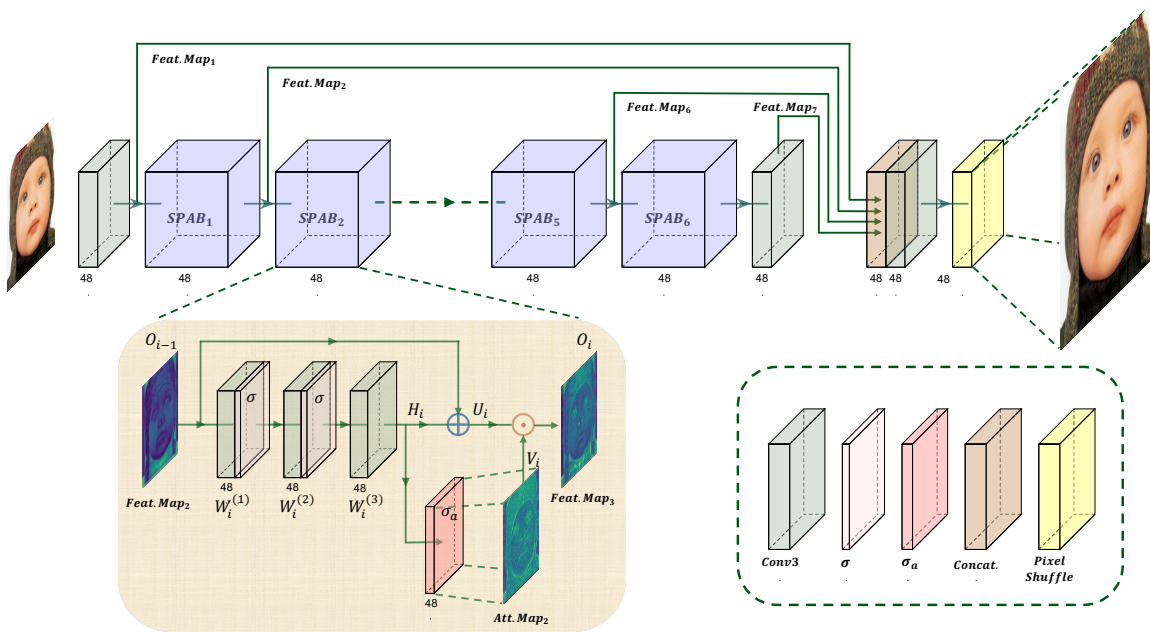 Feat.Map₁
Feat.Map₂
Feat.Map₆
Feat.Map₇
SPAB₁
SPAB₂
SPAB₅
SPAB₆
48
48
48
48
48
48
48 48
48
O_{i−1}
O_i
σ
σ
H_i
U_i
V_i
48
48
48
Feat.Map₂
W_i^{(1)}
W_i^{(2)}
W_i^{(3)}
Feat.Map₃
σ_a
48
Att.Map₂
Conv3
σ
σ_a
Concat.
Pixel
Shuffle